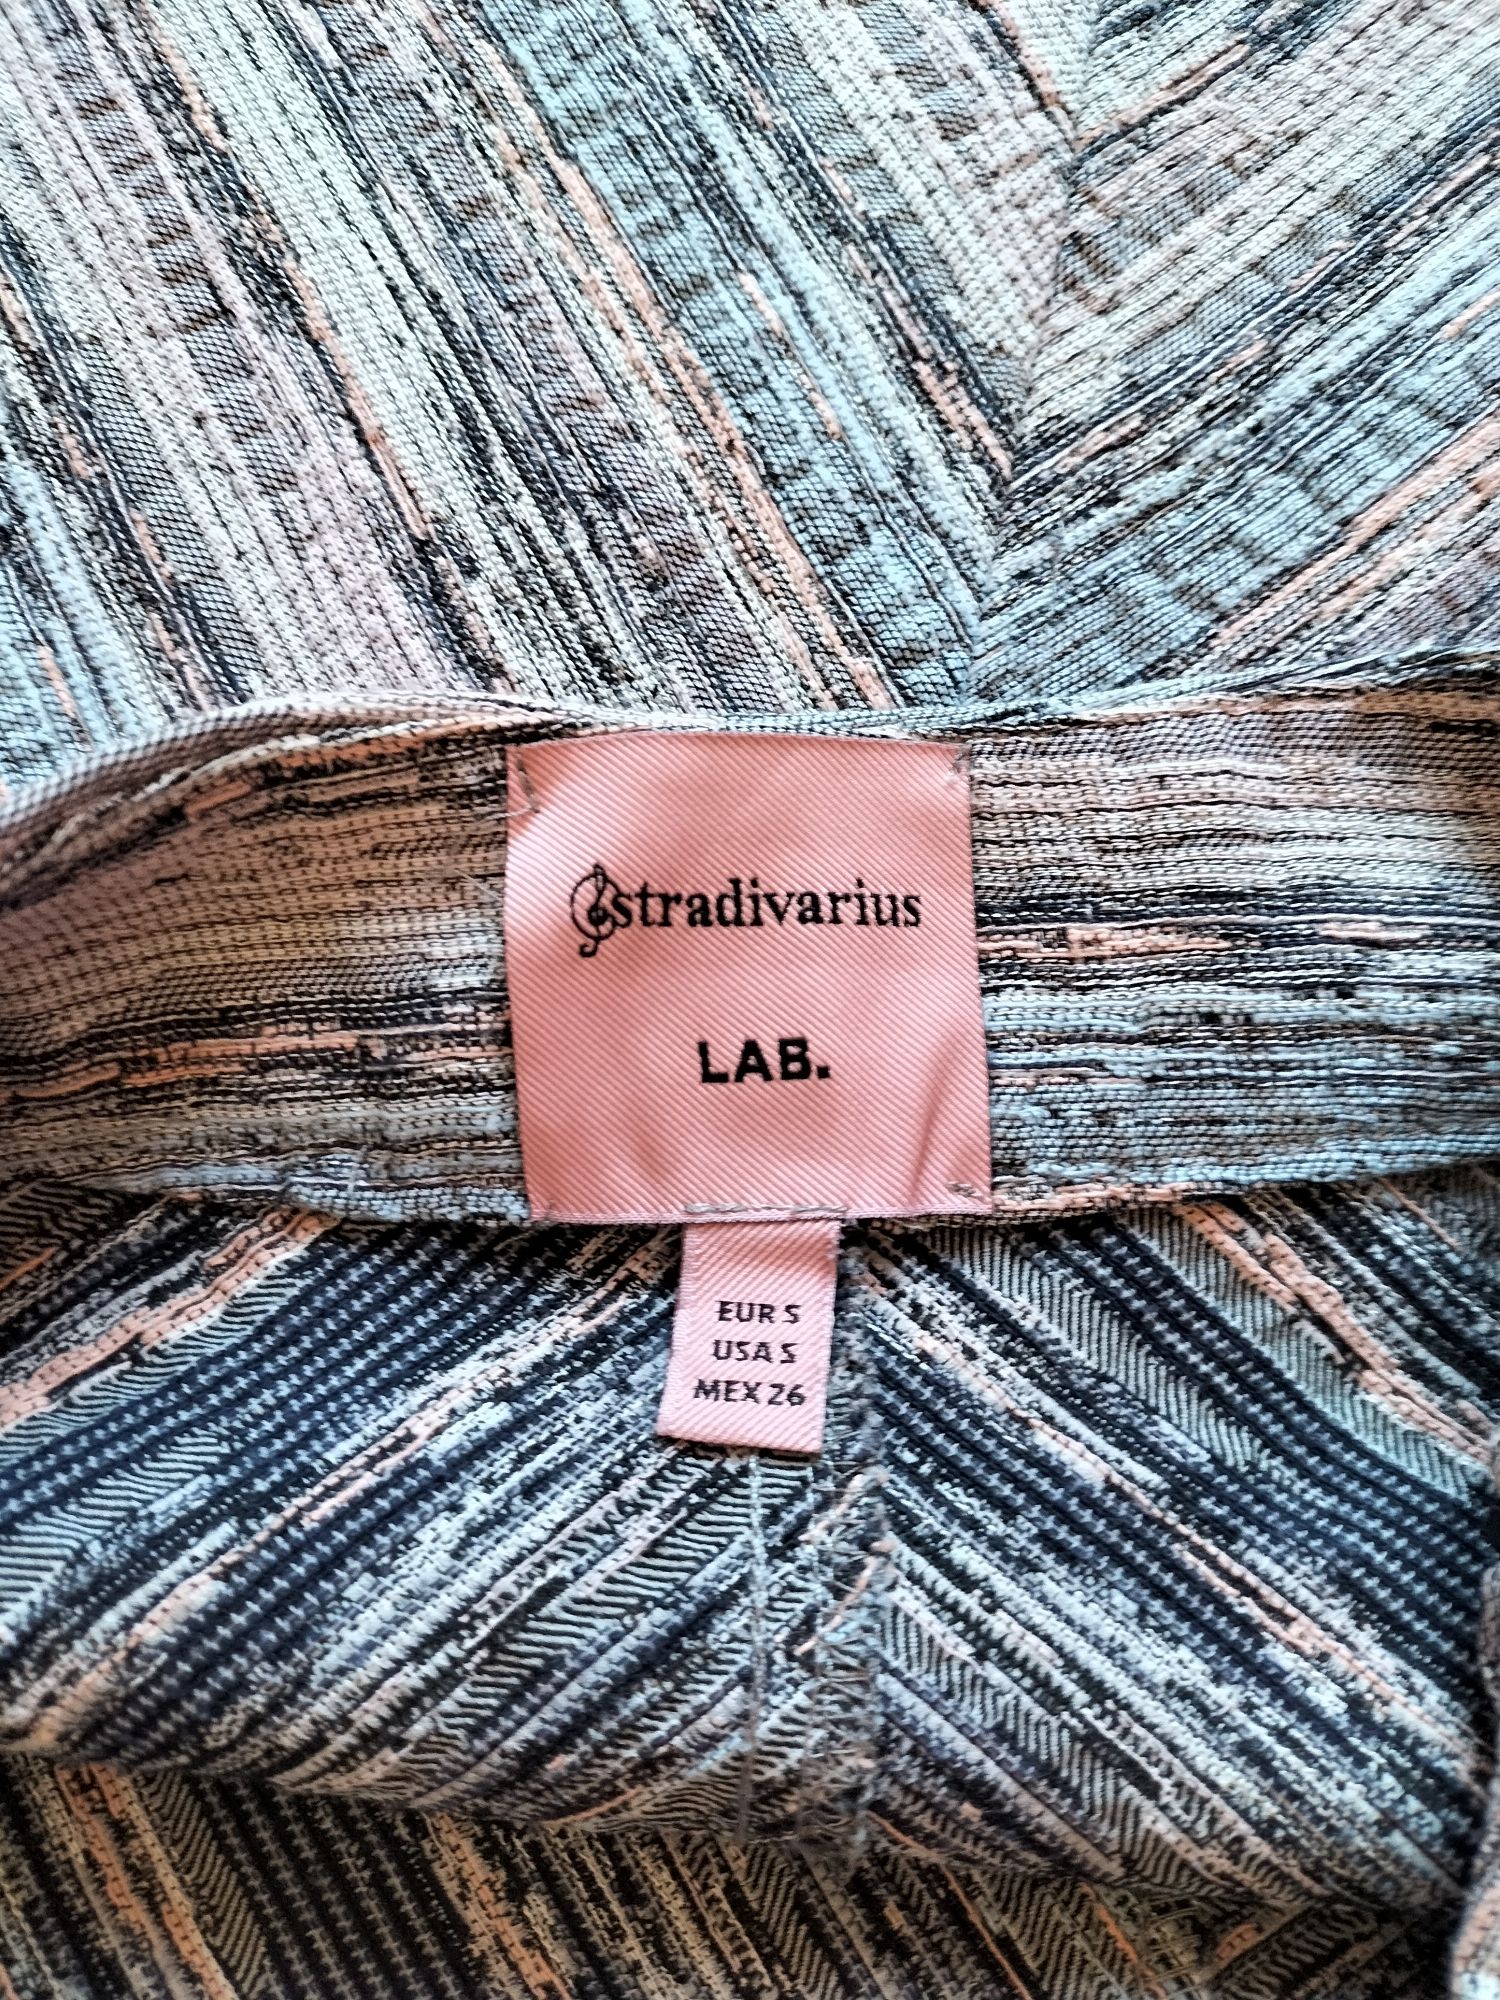 stradivarius
LAB.
EUR S
USA S
MEX 26